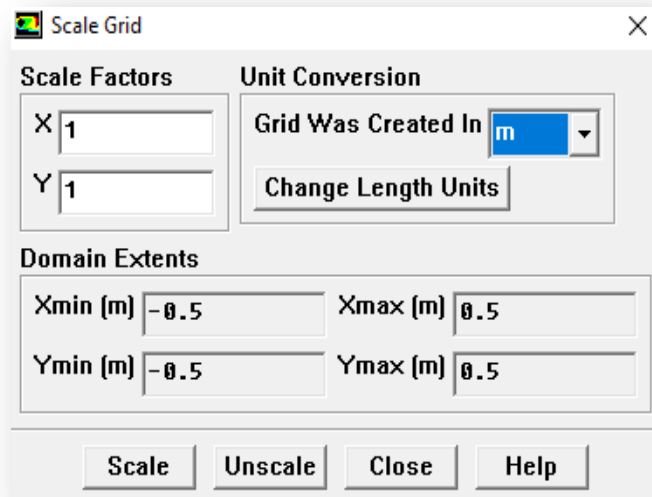 Scale Grid
Scale Factors
X 1
Y 1
Unit Conversion
Grid Was Created In m
Change Length Units
Domain Extents
Xmin (m) -0.5 Xmax (m) 0.5
Ymin (m) -0.5 Ymax (m) 0.5
Scale Unscale Close Help